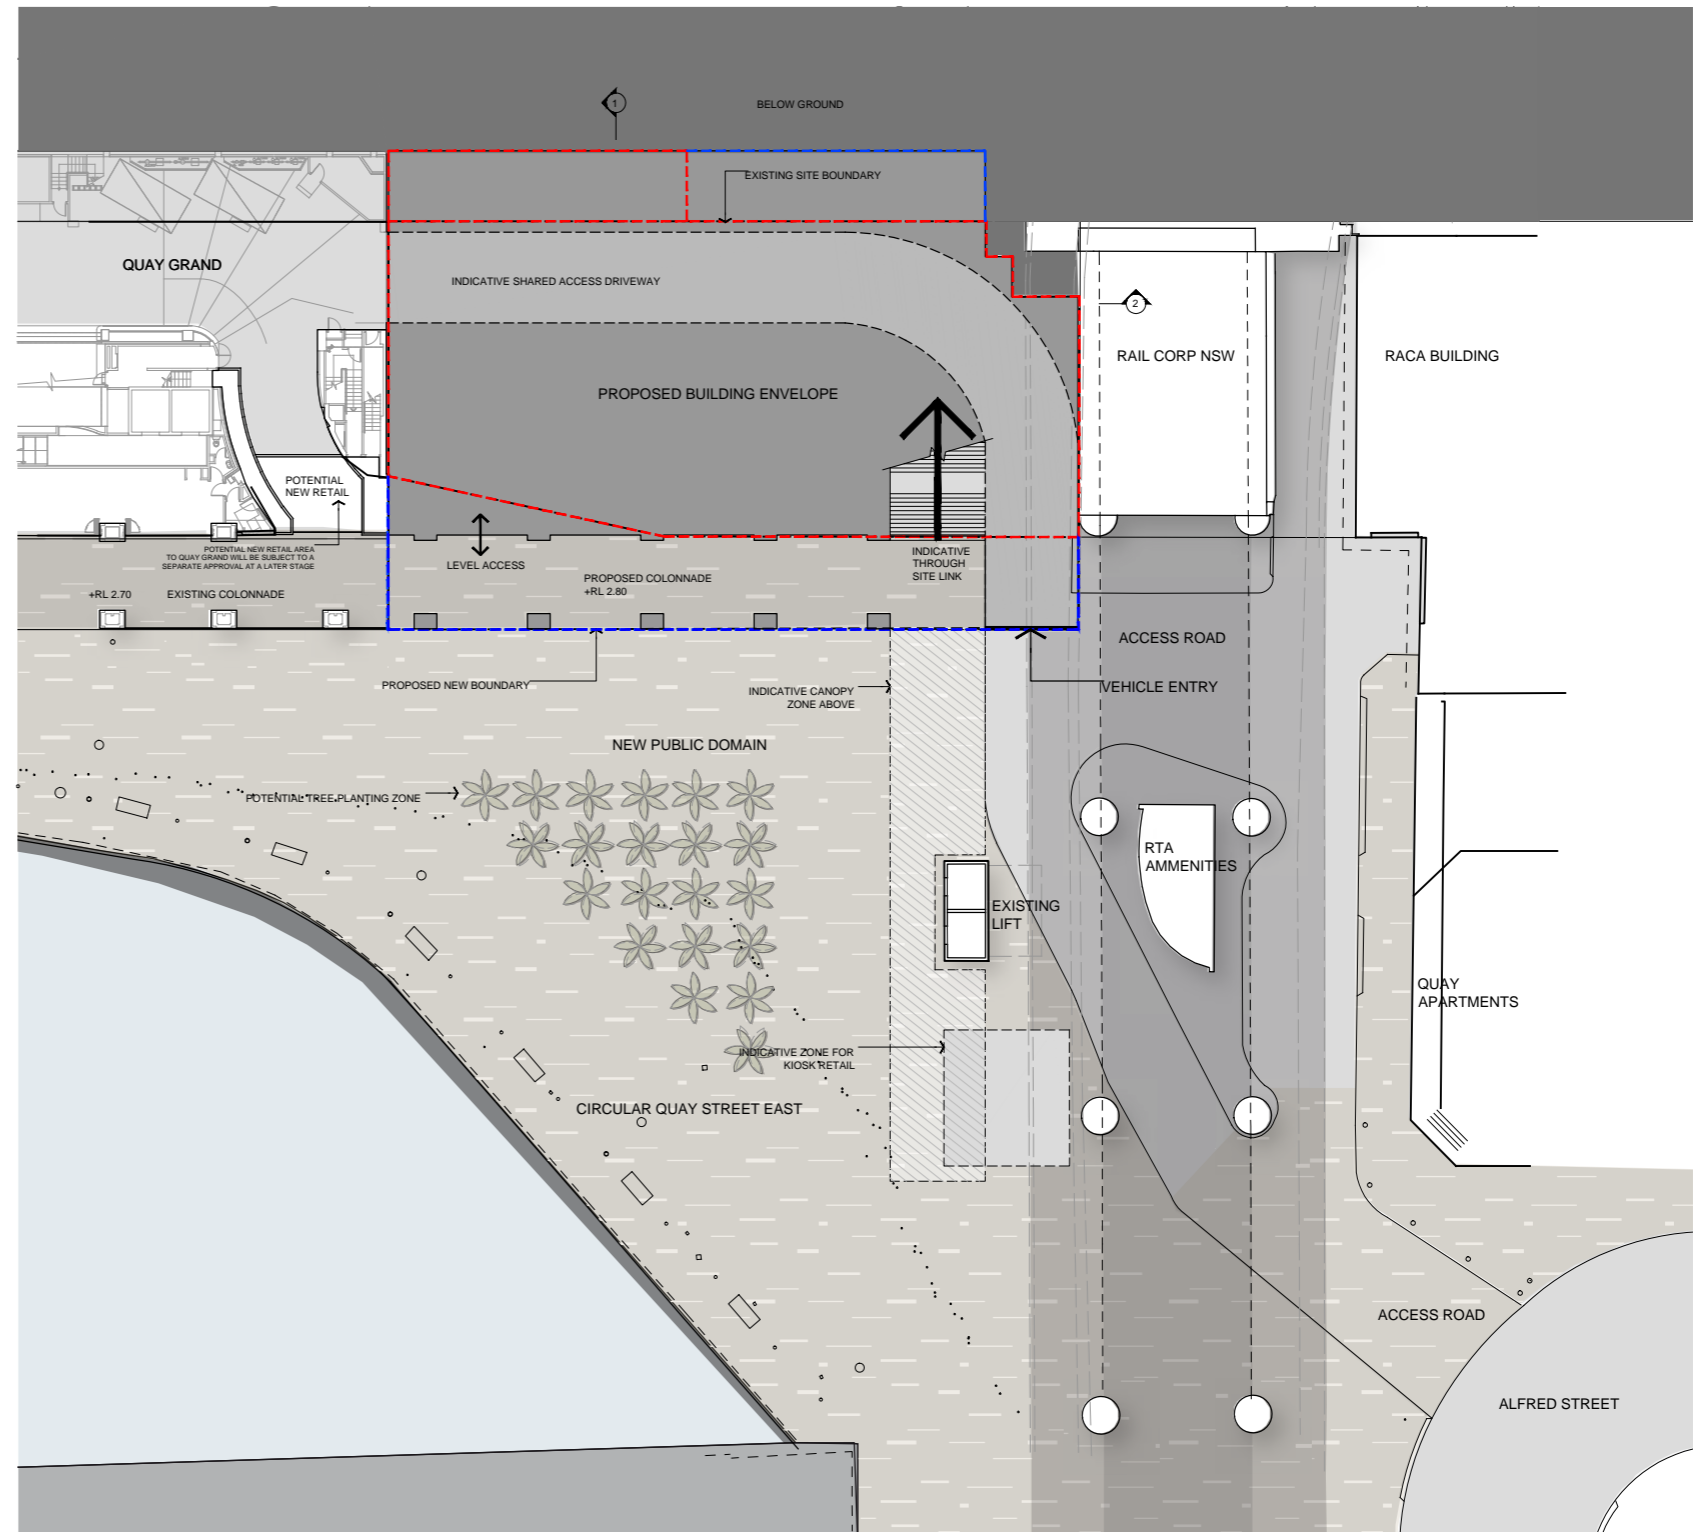 1
BELOW GROUND
EXISTING SITE BOUNDARY
QUAY GRAND
INDICATIVE SHARED ACCESS DRIVEWAY
2
RAIL CORP NSW
RACA BUILDING
PROPOSED BUILDING ENVELOPE
POTENTIAL
NEW RETAIL
POTENTIAL NEW RETAIL AREA
TO QUAY GRAND WILL BE SUBJECT TO A
SEPARATE APPROVAL AT A LATER STAGE
LEVEL ACCESS
INDICATIVE
THROUGH
SITE LINK
PROPOSED COLONNADE
+RL 2.80
+RL 2.70
EXISTING COLONNADE
ACCESS ROAD
PROPOSED NEW BOUNDARY
INDICATIVE CANOPY
ZONE ABOVE
VEHICLE ENTRY
NEW PUBLIC DOMAIN
POTENTIAL TREE PLANTING ZONE
RTA
AMMENITIES
EXISTING
LIFT
QUAY
APARTMENTS
INDICATIVE ZONE FOR
KIOSK RETAIL
CIRCULAR QUAY STREET EAST
ACCESS ROAD
ALFRED STREET